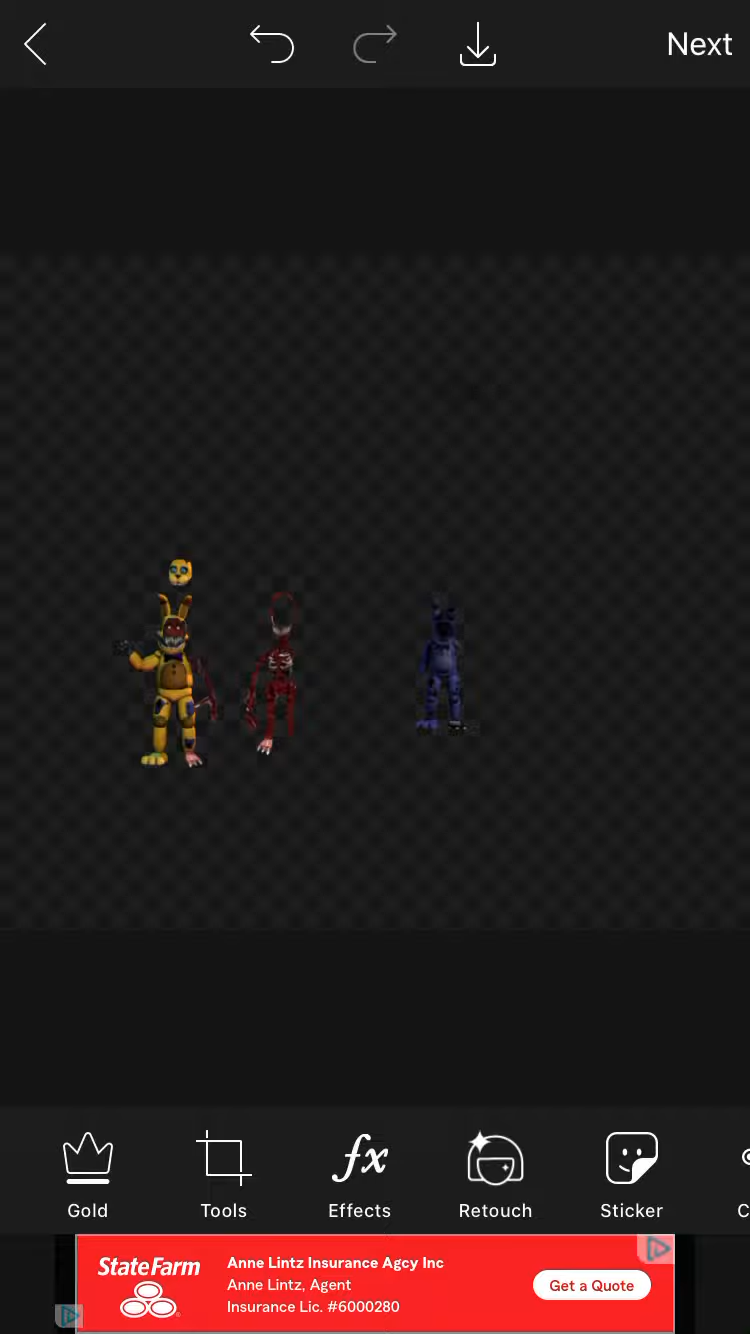 Next
Gold
Tools
fx
Effects
Retouch
Sticker
C
StateFarm
Anne Lintz Insurance Agcy Inc
Anne Lintz, Agent
Insurance Lic. #6000280
Get a Quote